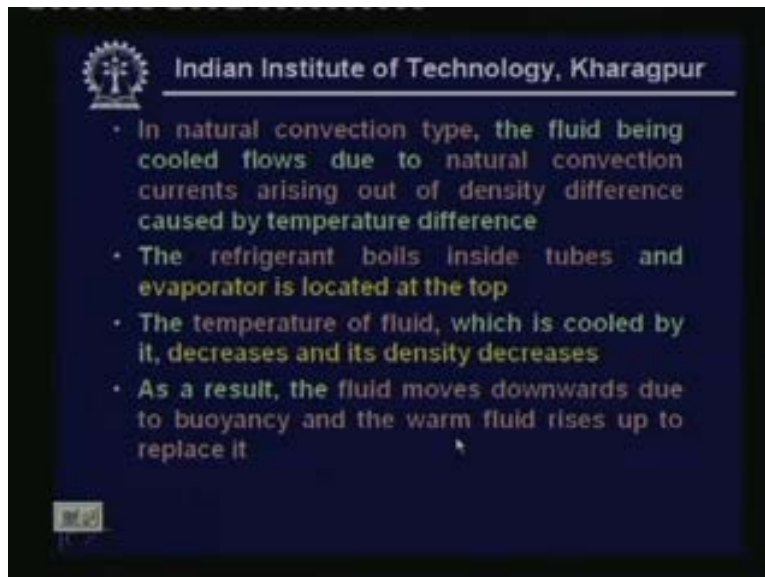 Indian Institute of Technology, Kharagpur
• In natural convection type, the fluid being
cooled flows due to natural convection
currents arising out of density difference
caused by temperature difference
• The refrigerant boils inside tubes and
evaporator is located at the top
• The temperature of fluid, which is cooled by
it, decreases and its density decreases
• As a result, the fluid moves downwards due
to buoyancy and the warm fluid rises up to
replace it